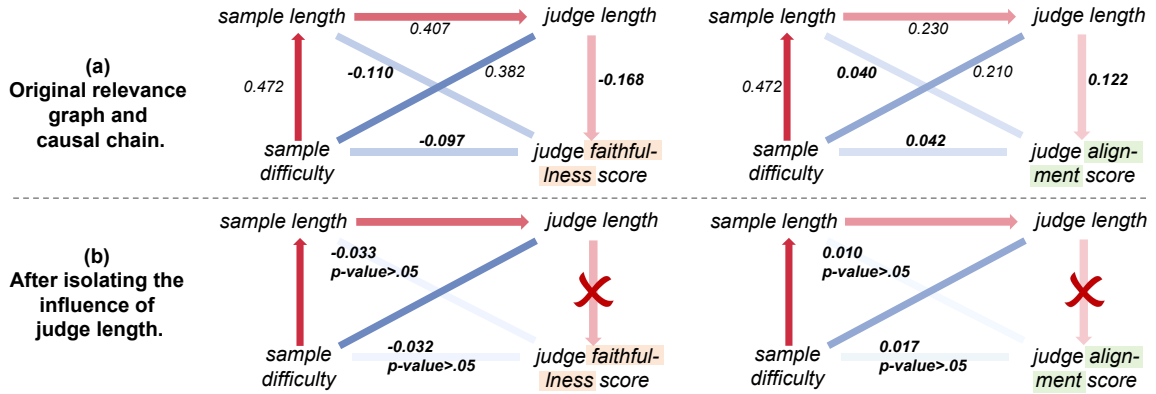 sample length
judge length
sample length
judge length
0.407
0.230
(a)
Original relevance
graph and
causal chain.
0.472
-0.110
0.382
-0.168
0.472
0.040
0.210
0.122
-0.097
0.042
sample
difficulty
judge faithful-
lness score
sample
difficulty
judge align-
ment score
sample length
judge length
sample length
judge length
(b)
After isolating the
influence of
judge length.
-0.033
p-value>.05
0.010
p-value>.05
-0.032
p-value>.05
0.017
p-value>.05
sample
difficulty
judge faithful-
lness score
sample
difficulty
judge align-
ment score